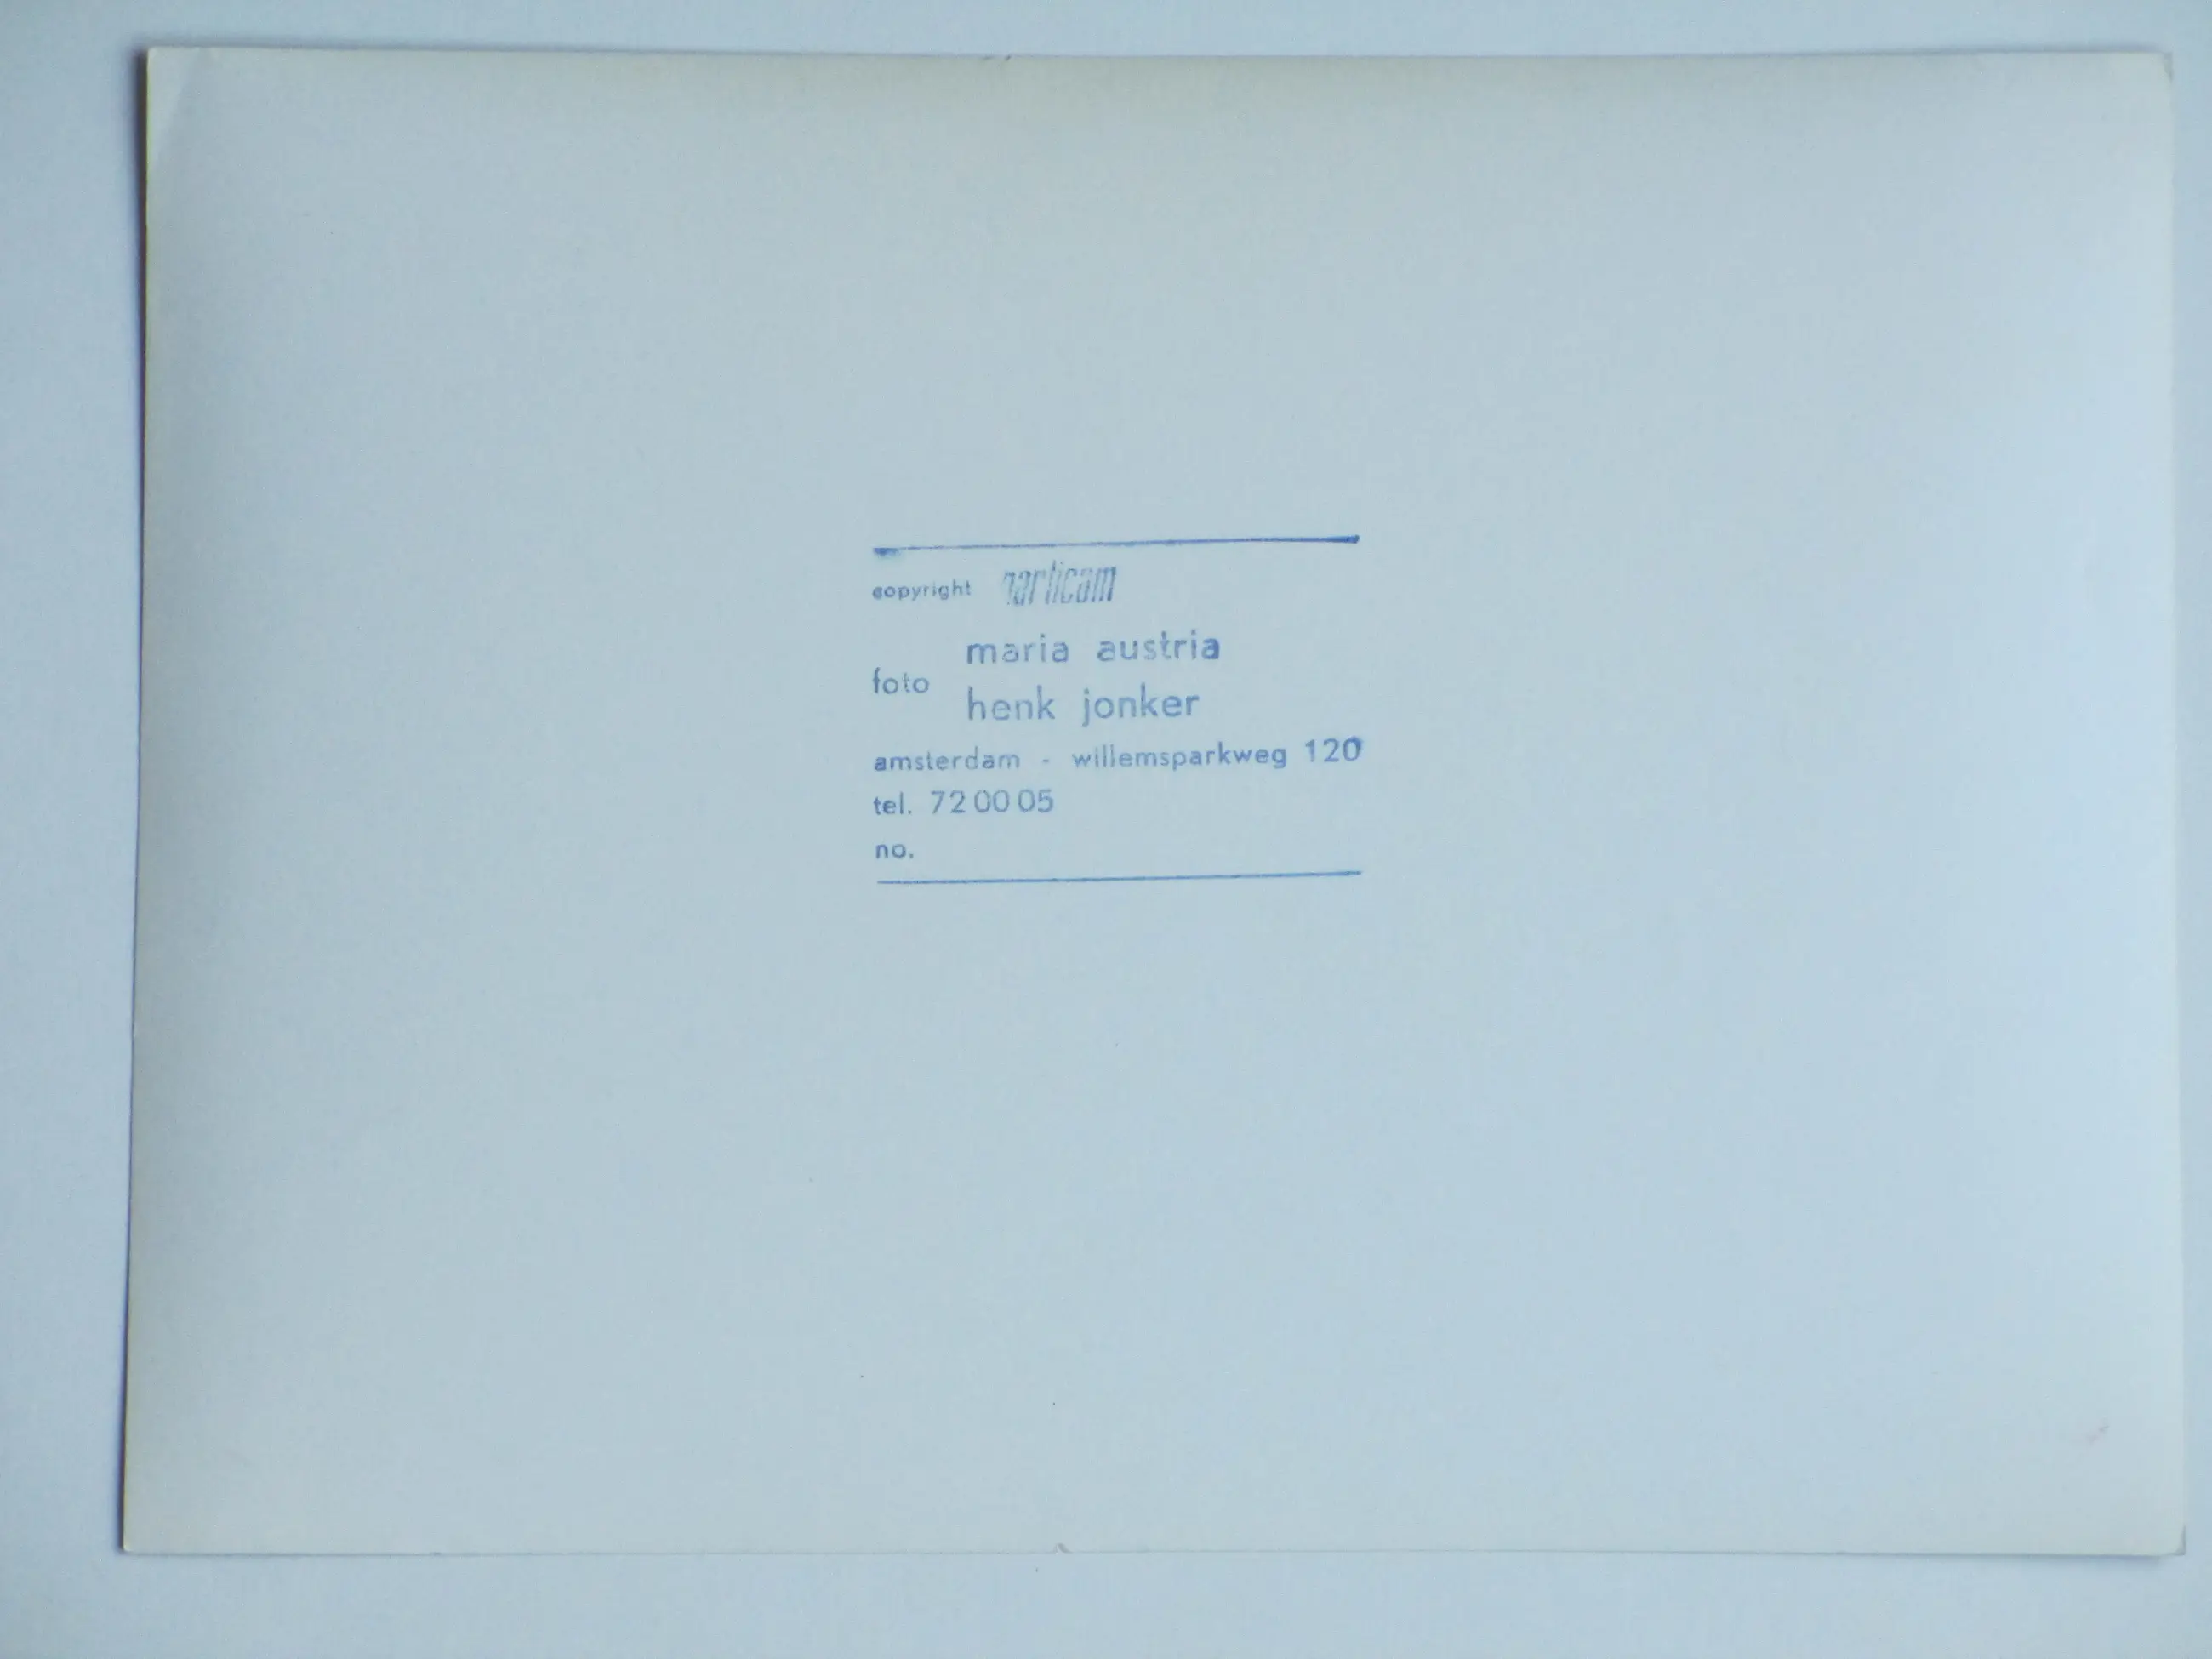 copyright particam
maria austria
foto
henk jonker
amsterdam - willemsparkweg 120
tel. 72 00 05
no.